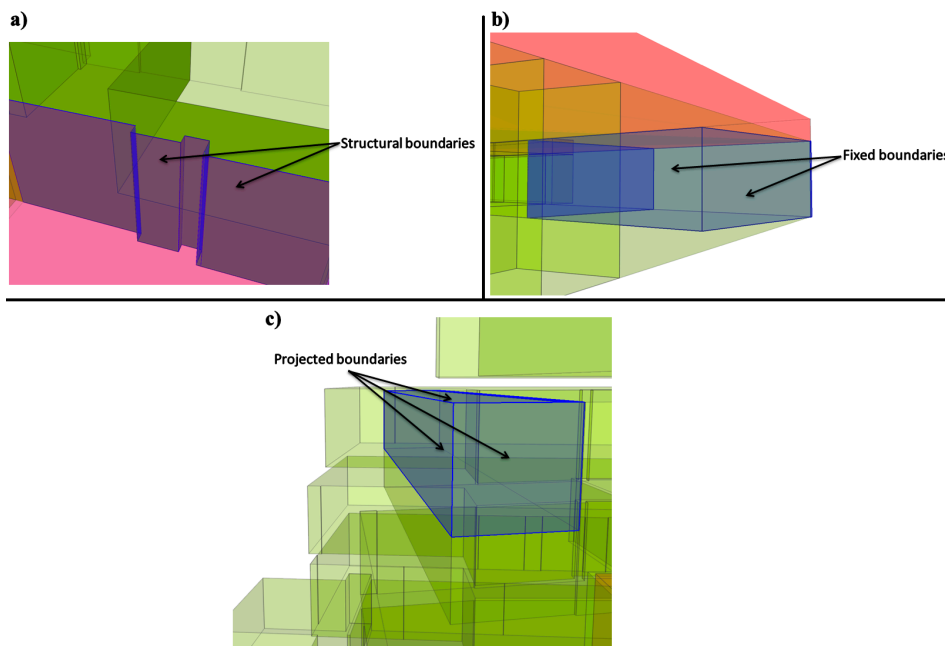 a)
Structural boundaries
b)
Fixed boundaries
c)
Projected boundaries